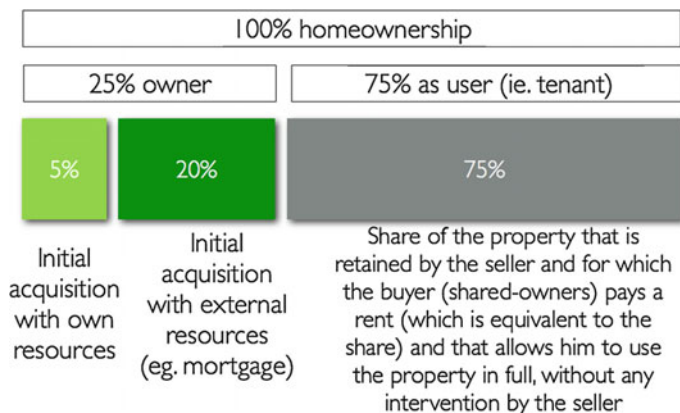 100% homeownership
25% owner
75% as user (ie. tenant)
5%
20%
75%
Initial
acquisition
with own
resources
Initial
acquisition
with external
resources
(eg. mortgage)
Share of the property that is
retained by the seller and for which
the buyer (shared-owners) pays a
rent (which is equivalent to the
share) and that allows him to use
the property in full, without any
intervention by the seller